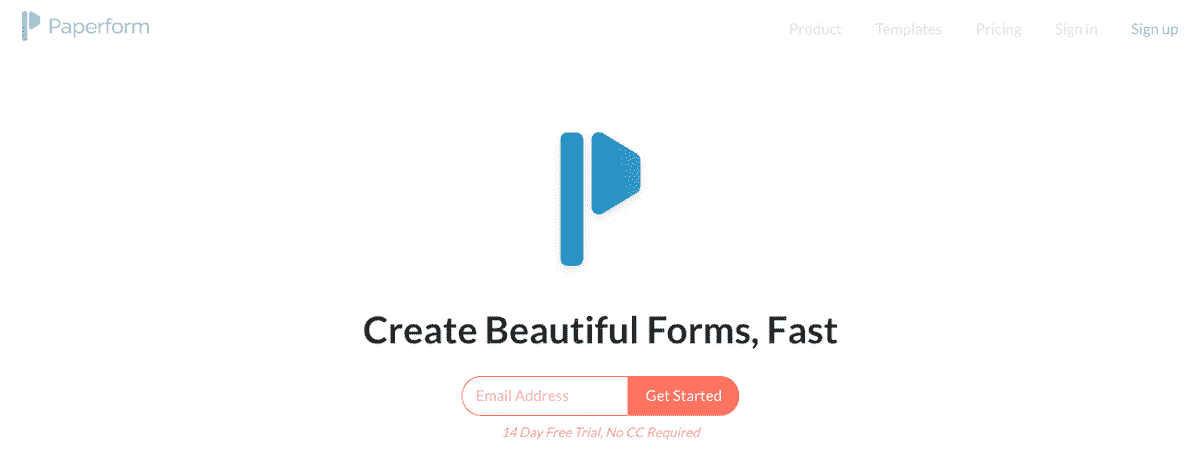 Paperform
Product Templates Pricing Sign in Sign up
Create Beautiful Forms, Fast
Email Address Get Started
14 Day Free Trial, No CC Required